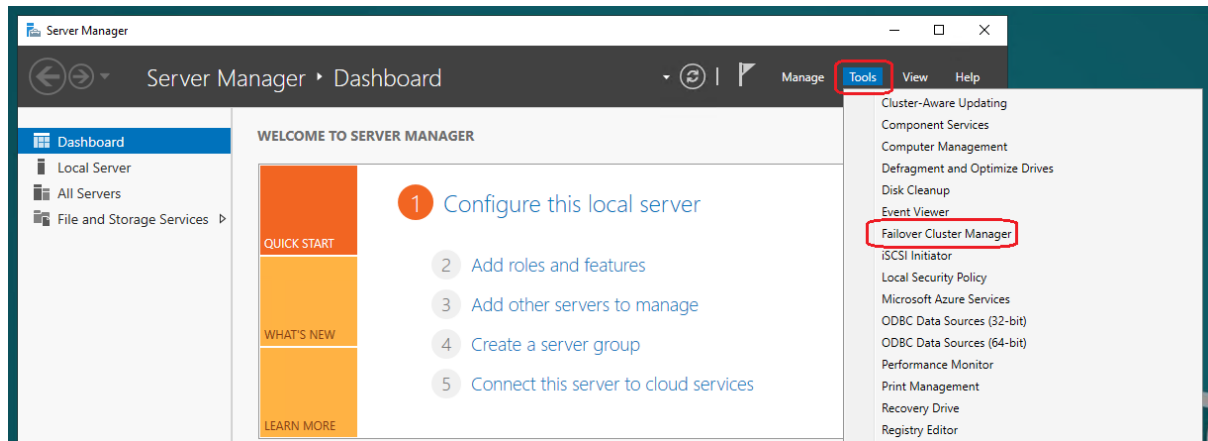 Server Manager
Server Manager • Dashboard
Manage Tools View Help
Dashboard
Local Server
All Servers
File and Storage Services
WELCOME TO SERVER MANAGER
QUICK START
WHAT'S NEW
LEARN MORE
1 Configure this local server
2 Add roles and features
3 Add other servers to manage
4 Create a server group
5 Connect this server to cloud services
Cluster-Aware Updating
Component Services
Computer Management
Defragment and Optimize Drives
Disk Cleanup
Event Viewer
Failover Cluster Manager
iSCSI Initiator
Local Security Policy
Microsoft Azure Services
ODBC Data Sources (32-bit)
ODBC Data Sources (64-bit)
Performance Monitor
Print Management
Recovery Drive
Registry Editor